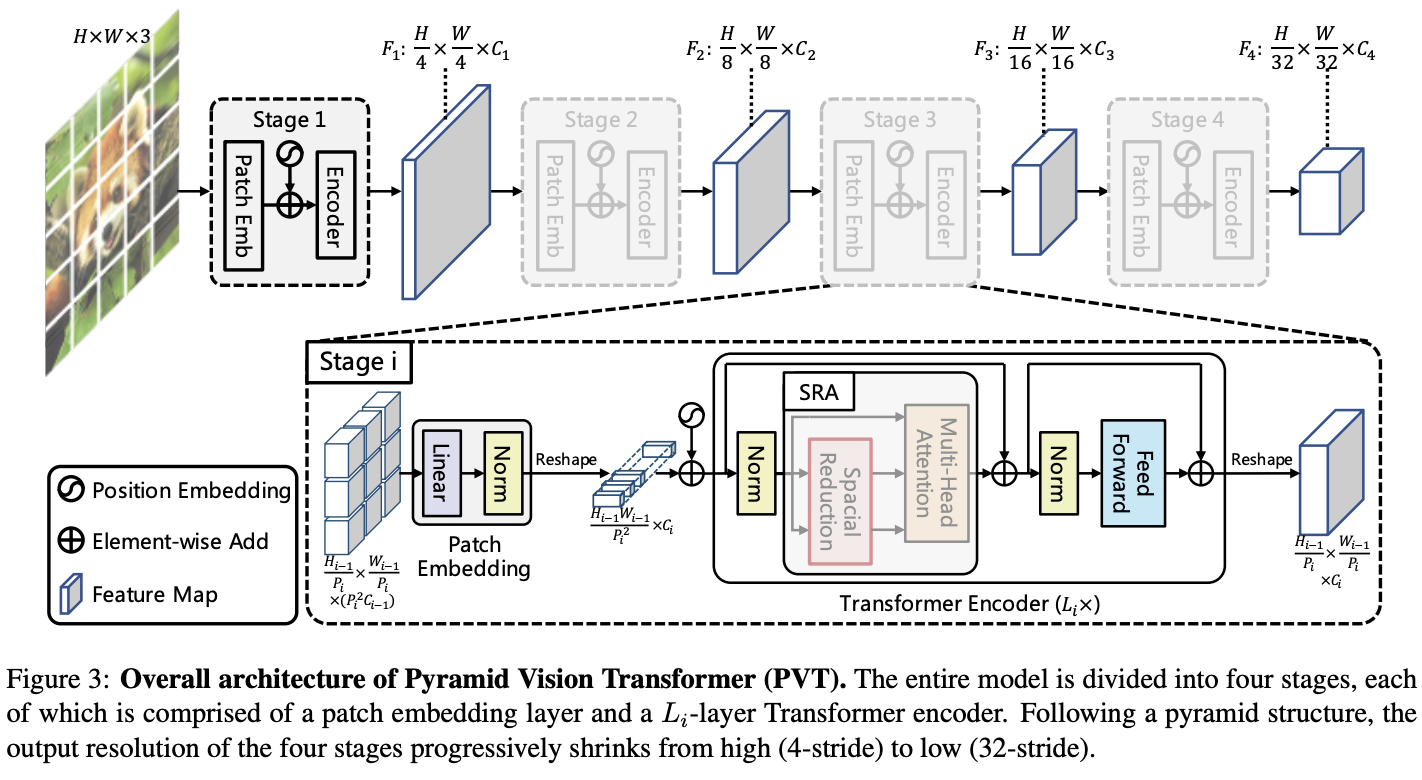 H×W×3
F₁: H/4 × W/4 ×C₁
F₂: H/8 × W/8 ×C₂
F₃: H/16 × W/16 ×C₃
F₄: H/32 × W/32 ×C₄
Stage 1
Patch Emb
Encoder
Stage 2
Patch Emb
Encoder
Stage 3
Patch Emb
Encoder
Stage 4
Patch Emb
Encoder
Stage i
Hᵢ₋₁/Pᵢ × Wᵢ₋₁/Pᵢ
×(Pᵢ²Cᵢ₋₁)
Linear
Norm
Patch
Embedding
Reshape
Hᵢ₋₁Wᵢ₋₁/Pᵢ² ×Cᵢ
Norm
SRA
Spacial
Reduction
Multi-Head
Attention
Norm
Feed
Forward
Transformer Encoder (Lᵢ×)
Reshape
Hᵢ₋₁/Pᵢ × Wᵢ₋₁/Pᵢ
×Cᵢ
Position Embedding
Element-wise Add
Feature Map
Figure 3: Overall architecture of Pyramid Vision Transformer (PVT). The entire model is divided into four stages, each
of which is comprised of a patch embedding layer and a Lᵢ-layer Transformer encoder. Following a pyramid structure, the
output resolution of the four stages progressively shrinks from high (4-stride) to low (32-stride).